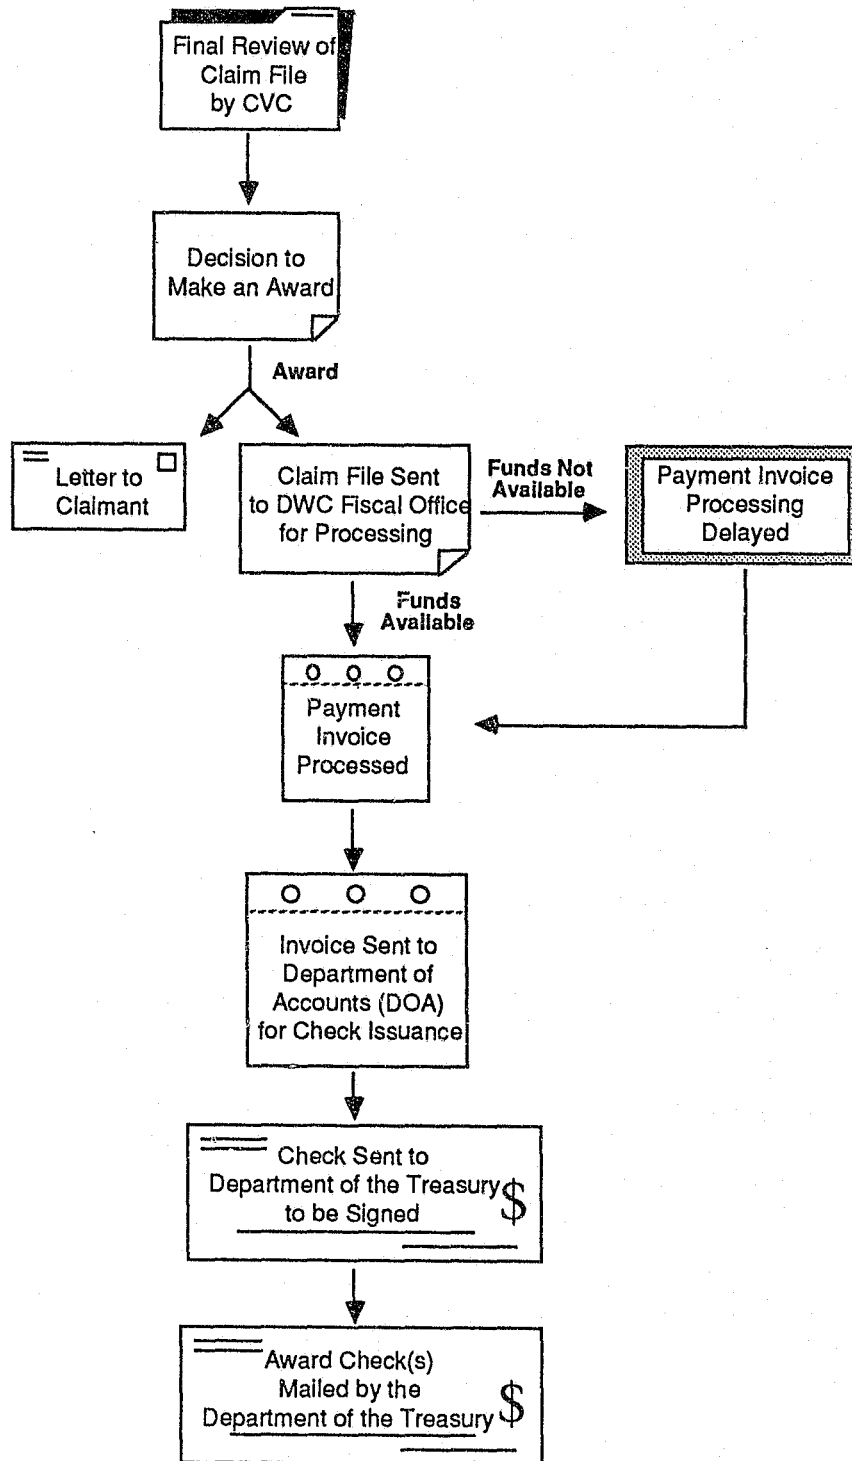 Final Review of
Claim File
by CVC
Decision to
Make an Award
Award
Letter to
Claimant
Claim File Sent
to DWC Fiscal Office
for Processing
Funds Not
Available
Payment Invoice
Processing
Delayed
Funds
Available
Payment
Invoice
Processed
Invoice Sent to
Department of
Accounts (DOA)
for Check Issuance
Check Sent to
Department of the Treasury
to be Signed
$
Award Check(s)
Mailed by the
Department of the Treasury
$